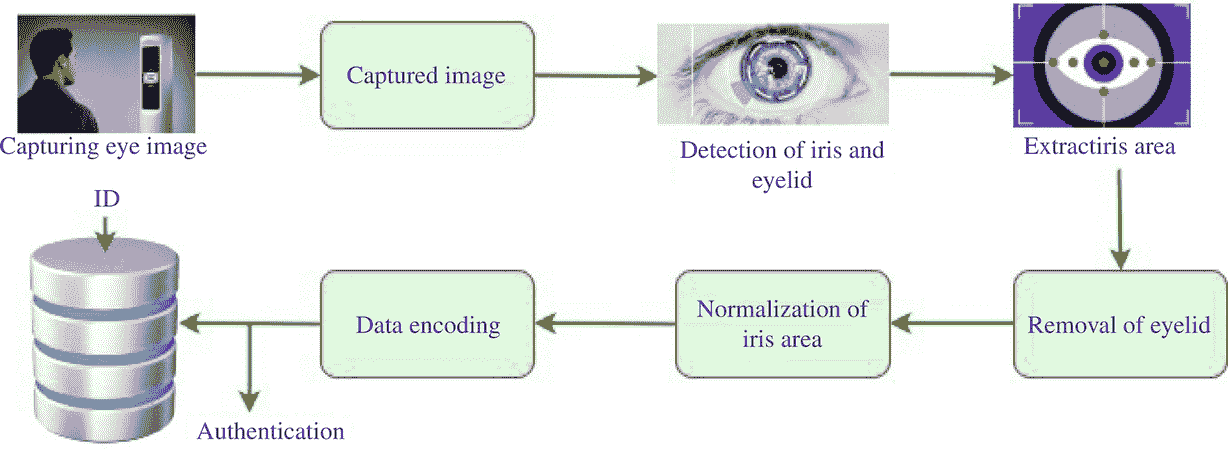 Captured image
Capturing eye image
Detection of iris and
eyelid
Extractiris area
ID
Data encoding
Normalization of
iris area
Removal of eyelid
Authentication